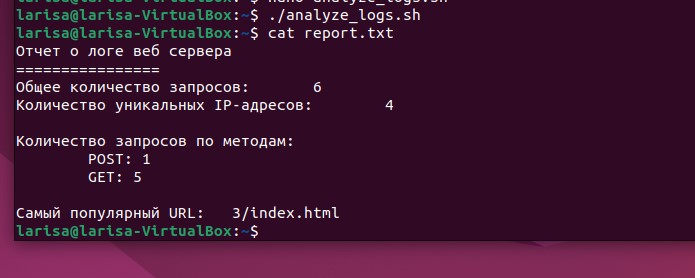 larisa@larisa-VirtualBox:~$ nano analyze_logs.sh
larisa@larisa-VirtualBox:~$ ./analyze_logs.sh
larisa@larisa-VirtualBox:~$ cat report.txt
Отчет о логе веб сервера
================
Общее количество запросов: 6
Количество уникальных IP-адресов: 4
Количество запросов по методам:
POST: 1
GET: 5
Самый популярный URL: 3/index.html
larisa@larisa-VirtualBox:~$